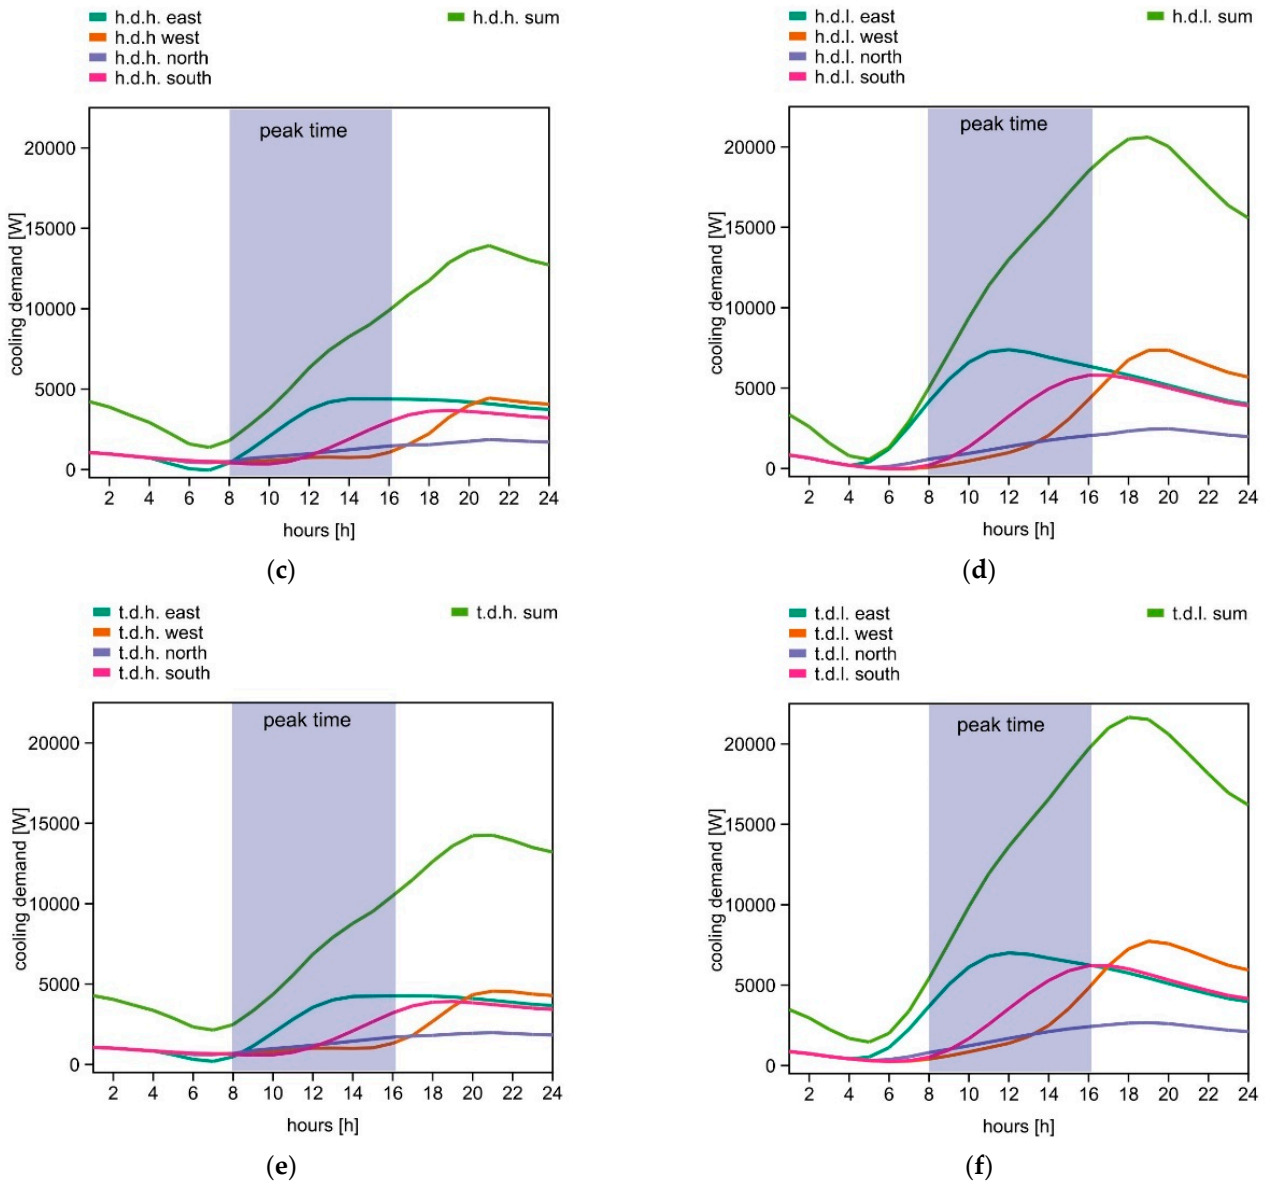 h.d.h. east
h.d.h west
h.d.h. north
h.d.h. south
h.d.h. sum
peak time
20000
15000
10000
5000
0
cooling demand [W]
2 4 6 8 10 12 14 16 18 20 22 24
hours [h]
(c)
h.d.l. east
h.d.l. west
h.d.l. north
h.d.l. south
h.d.l. sum
peak time
20000
15000
10000
5000
0
cooling demand [W]
2 4 6 8 10 12 14 16 18 20 22 24
hours [h]
(d)
t.d.h. east
t.d.h. west
t.d.h. north
t.d.h. south
t.d.h. sum
peak time
20000
15000
10000
5000
0
cooling demand [W]
2 4 6 8 10 12 14 16 18 20 22 24
hours [h]
(e)
t.d.l. east
t.d.l. west
t.d.l. north
t.d.l. south
t.d.l. sum
peak time
20000
15000
10000
5000
0
cooling demand [W]
2 4 6 8 10 12 14 16 18 20 22 24
hours [h]
(f)